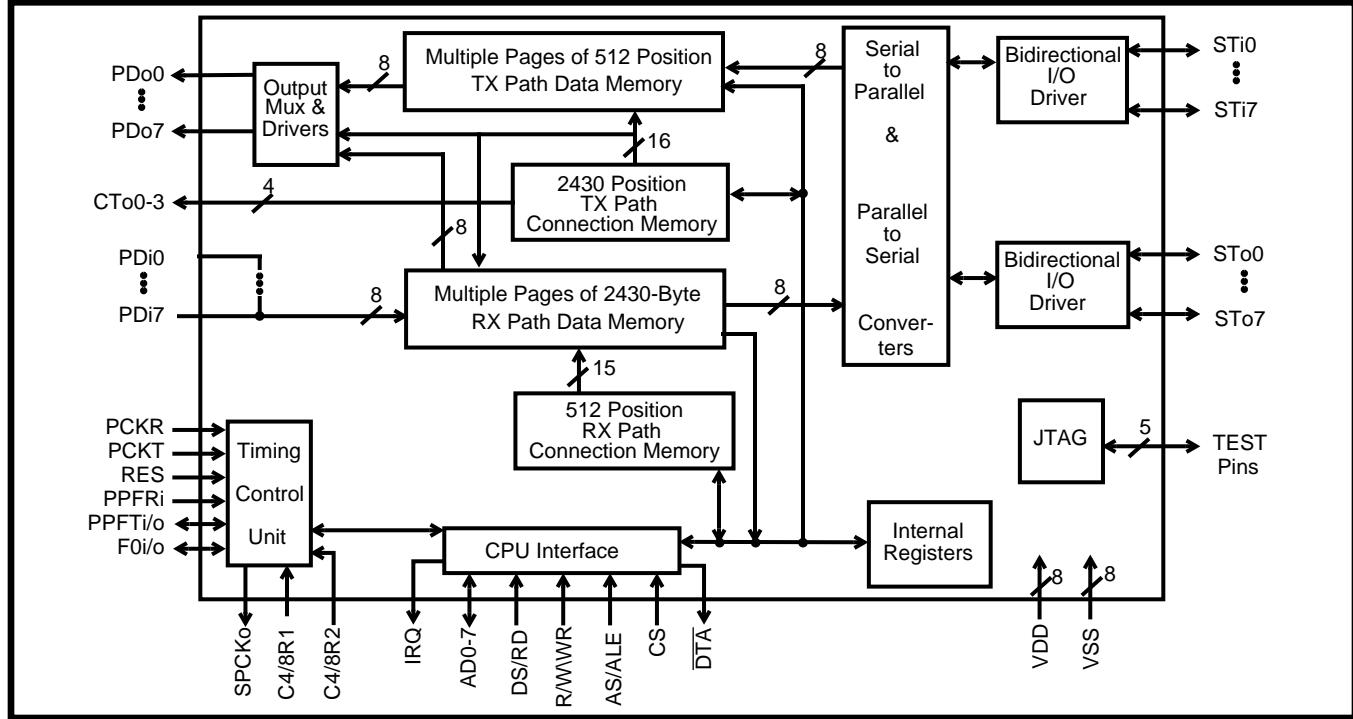 PDo0
PDo7
CTo0-3
PDi0
PDi7
PCKR
PCKT
RES
PPFRi
PPFTi/o
F0i/o
Output
Mux &
Drivers
8
Multiple Pages of 512 Position
TX Path Data Memory
8
16
4
2430 Position
TX Path
Connection Memory
8
8
Multiple Pages of 2430-Byte
RX Path Data Memory
8
15
512 Position
RX Path
Connection Memory
Serial
to
Parallel
&
Parallel
to
Serial
Conver-
ters
Bidirectional
I/O
Driver
STi0
STi7
Bidirectional
I/O
Driver
STo0
STo7
JTAG
5
TEST
Pins
Timing
Control
Unit
CPU Interface
Internal
Registers
8
8
SPCKo
C4/8R1
C4/8R2
IRQ
AD0-7
DS/RD
R/W\WR
AS/ALE
CS
DTA
VDD
VSS